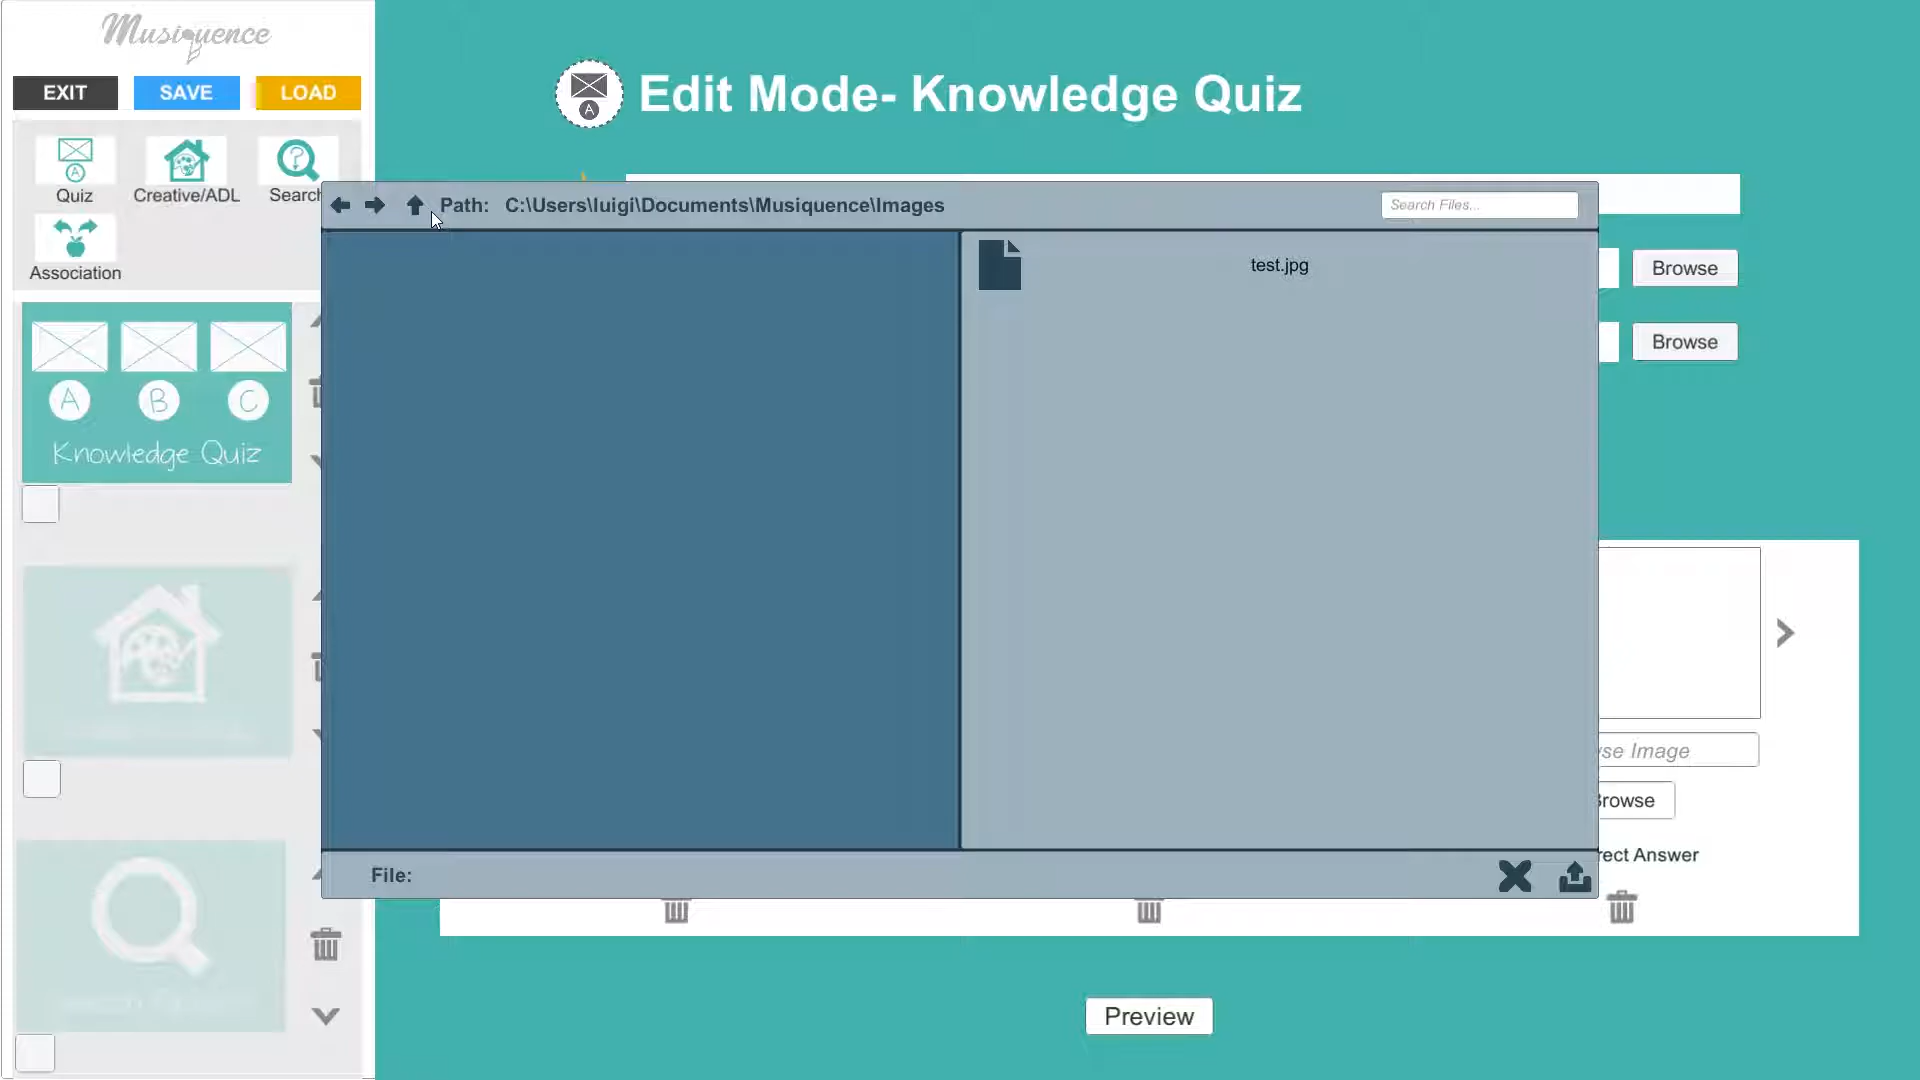 Musiquence
EXIT
SAVE
LOAD
Quiz
Creative/ADL
Search
Association
A
B
C
Knowledge Quiz
A
Edit Mode- Knowledge Quiz
Path: C:\Users\luigi\Documents\Musiquence\Images
Search Files...
test.jpg
File:
Browse
Browse
se Image
Browse
rect Answer
Preview